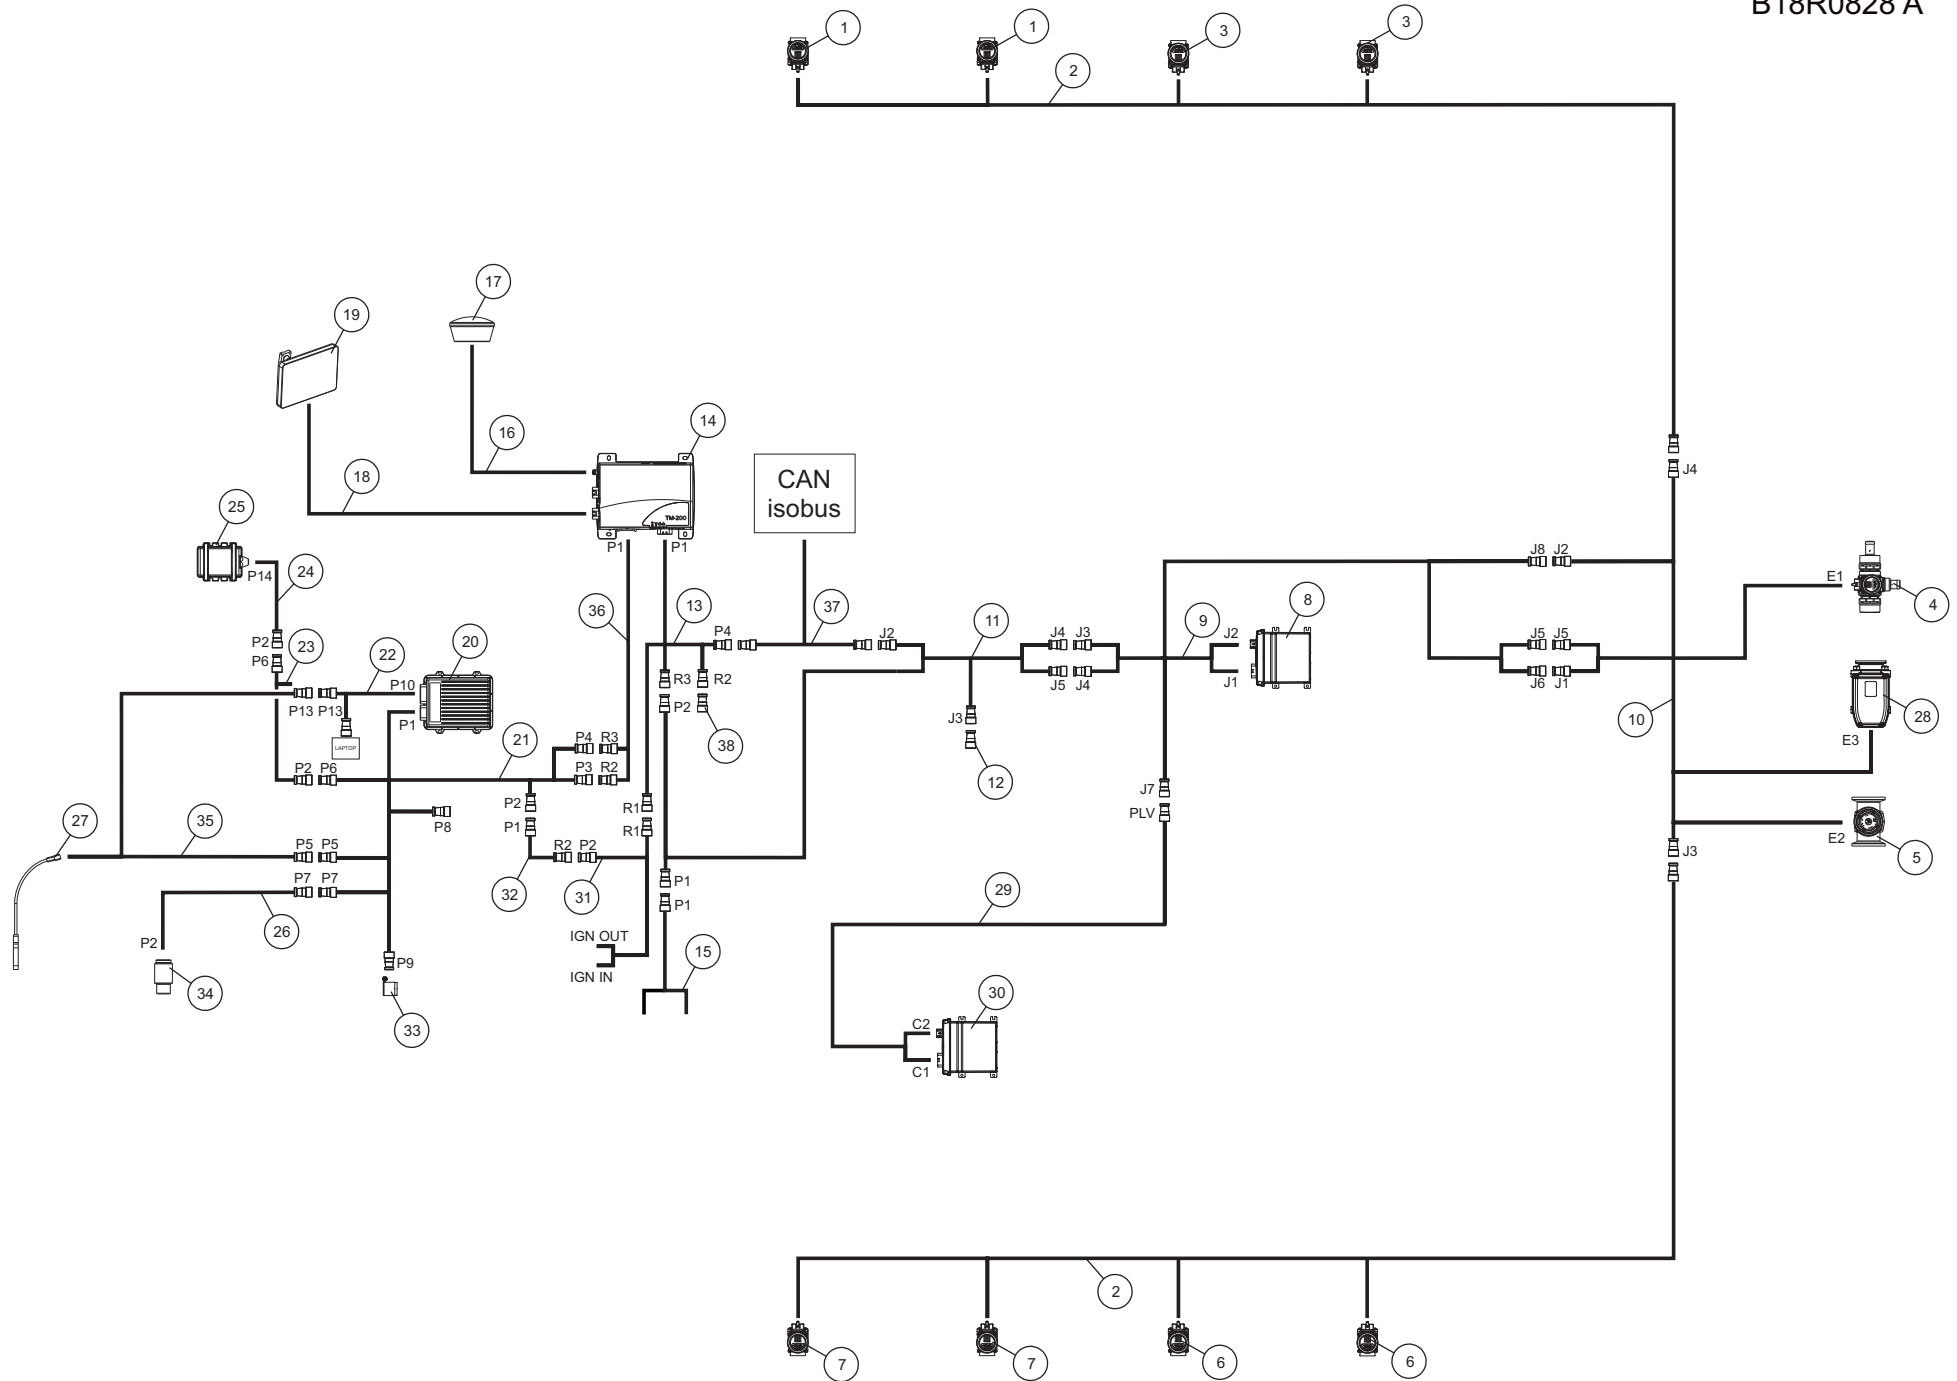 B18R0828 A
1
1
3
3
2
17
19
14
16
CAN
isobus
18
25
J4
TM-200
P1
P1
P14
24
J8
J2
E1
4
36
13
37
11
9
8
P2
P6
23
22
20
P4
J2
J4
J3
J2
J5
J5
P10
R3
R2
J5
J4
J1
J6
J1
P13
P13
P1
P2
J3
10
28
LAPTOP
21
P4
R3
38
E3
P2
P6
P3
R2
12
J7
P2
R1
PLV
27
35
P8
P1
R1
E2
J3
5
P5
P5
R2
P2
P7
P7
32
31
P1
29
26
P1
P2
IGN OUT
15
P9
IGN IN
34
30
33
C2
C1
2
7
7
6
6